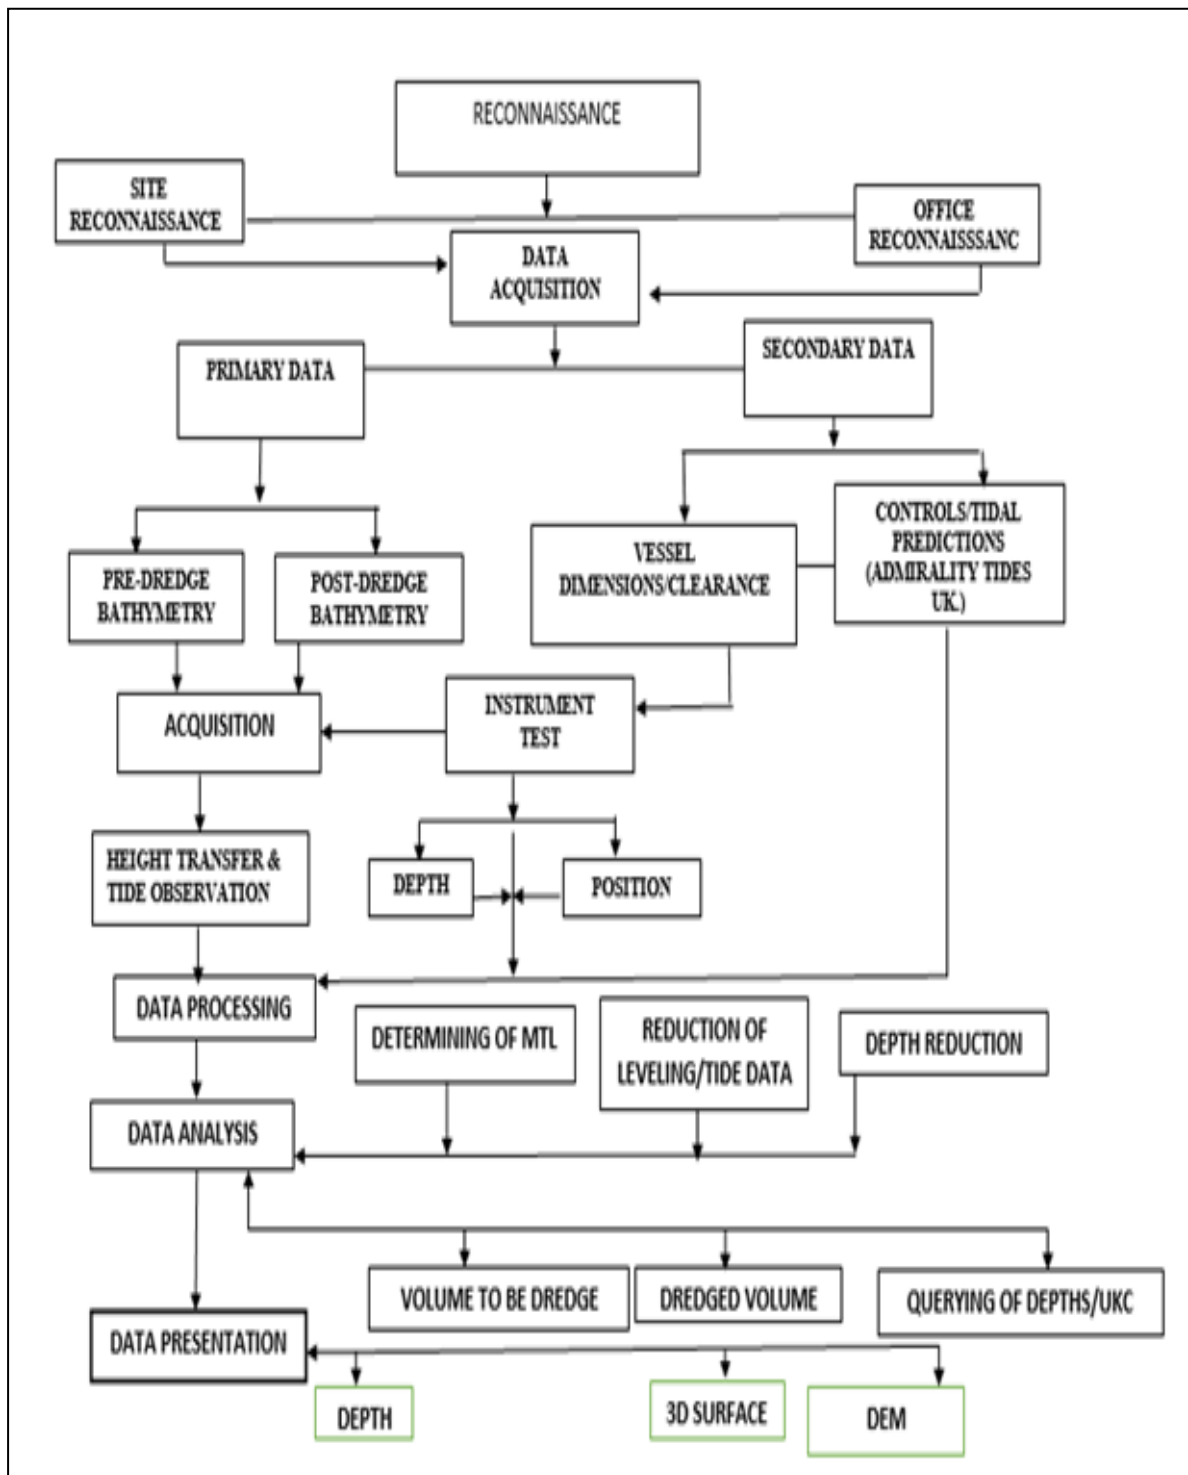 RECONNAISSANCE
SITE
RECONNAISSANCE
OFFICE
RECONNAISSSANC
DATA
ACQUISITION
PRIMARY DATA
SECONDARY DATA
PRE-DREDGE
BATHYMETRY
POST-DREDGE
BATHYMETRY
VESSEL
DIMENSIONS/CLEARANCE
CONTROLS/TIDAL
PREDICTIONS
(ADMIRALITY TIDES
UK.)
ACQUISITION
INSTRUMENT
TEST
HEIGHT TRANSFER &
TIDE OBSERVATION
DEPTH
POSITION
DATA PROCESSING
DETERMINING OF MTL
REDUCTION OF
LEVELING/TIDE DATA
DEPTH REDUCTION
DATA ANALYSIS
VOLUME TO BE DREDGE
DREDGED VOLUME
QUERYING OF DEPTHS/UKC
DATA PRESENTATION
DEPTH
3D SURFACE
DEM